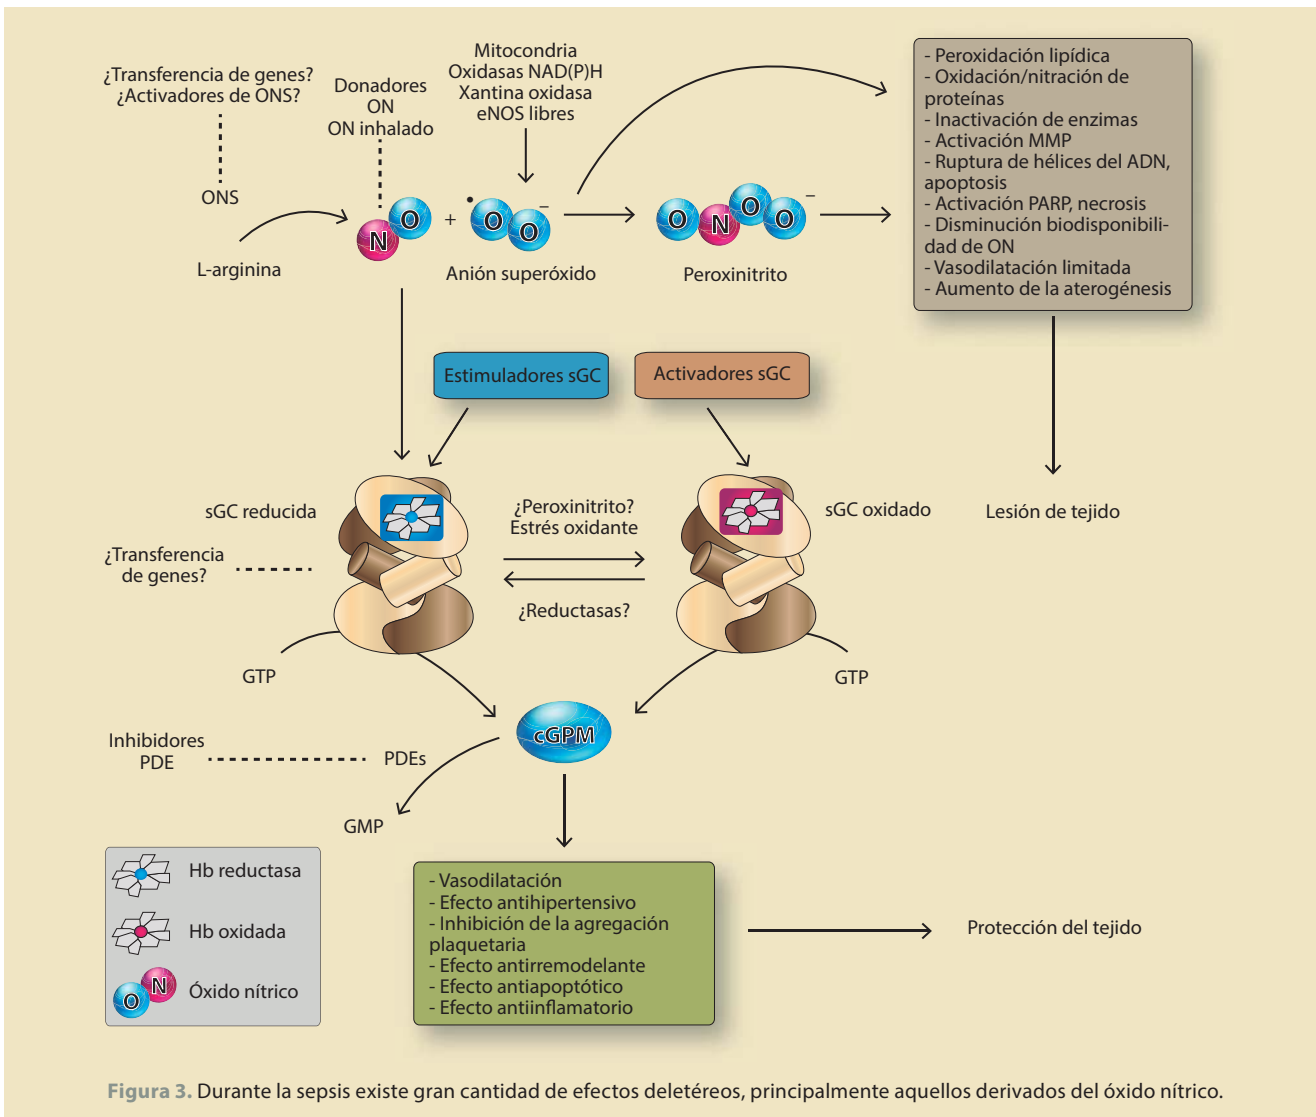 ¿Transferencia de genes?
¿Activadores de ONS?
Donadores
ON
ON inhalado
Mitocondria
Oxidasas NAD(P)H
Xantina oxidasa
eNOS libres
- Peroxidación lipídica
- Oxidación/nitración de
proteínas
- Inactivación de enzimas
- Activación MMP
- Ruptura de hélices del ADN,
apoptosis
- Activación PARP, necrosis
- Disminución biodisponibili-
dad de ON
- Vasodilatación limitada
- Aumento de la aterogénesis
ONS
L-arginina
N O
+
• O O –
Anión superóxido
O N O O –
Peroxinitrito
Estimuladores sGC
Activadores sGC
sGC reducida
¿Peroxinitrito?
Estrés oxidante
sGC oxidado
Lesión de tejido
¿Transferencia
de genes?
¿Reductasas?
GTP
GTP
cGPM
Inhibidores
PDE
PDEs
GMP
Hb reductasa
Hb oxidada
O N
Óxido nítrico
- Vasodilatación
- Efecto antihipertensivo
- Inhibición de la agregación
plaquetaria
- Efecto antirremodelante
- Efecto antiapoptótico
- Efecto antiinflamatorio
Protección del tejido
Figura 3. Durante la sepsis existe gran cantidad de efectos deletéreos, principalmente aquellos derivados del óxido nítrico.